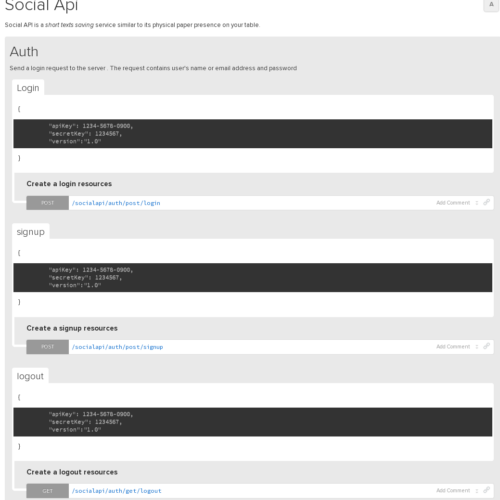 Social Api
A
Social API is a short texts saving service similar to its physical paper presence on your table.
Auth
Send a login request to the server . The request contains user's name or email address and password
Login
{
"apiKey": 1234-5678-8900,
"secretKey": 1234567,
"version":"1.0"
}
Create a login resources
POST /socialapi/auth/post/login Add Comment
signup
{
"apiKey": 1234-5678-8900,
"secretKey": 1234567,
"version":"1.0"
}
Create a signup resources
POST /socialapi/auth/post/signup Add Comment
logout
{
"apiKey": 1234-5678-8900,
"secretKey": 1234567,
"version":"1.0"
}
Create a logout resources
GET /socialapi/auth/get/logout Add Comment